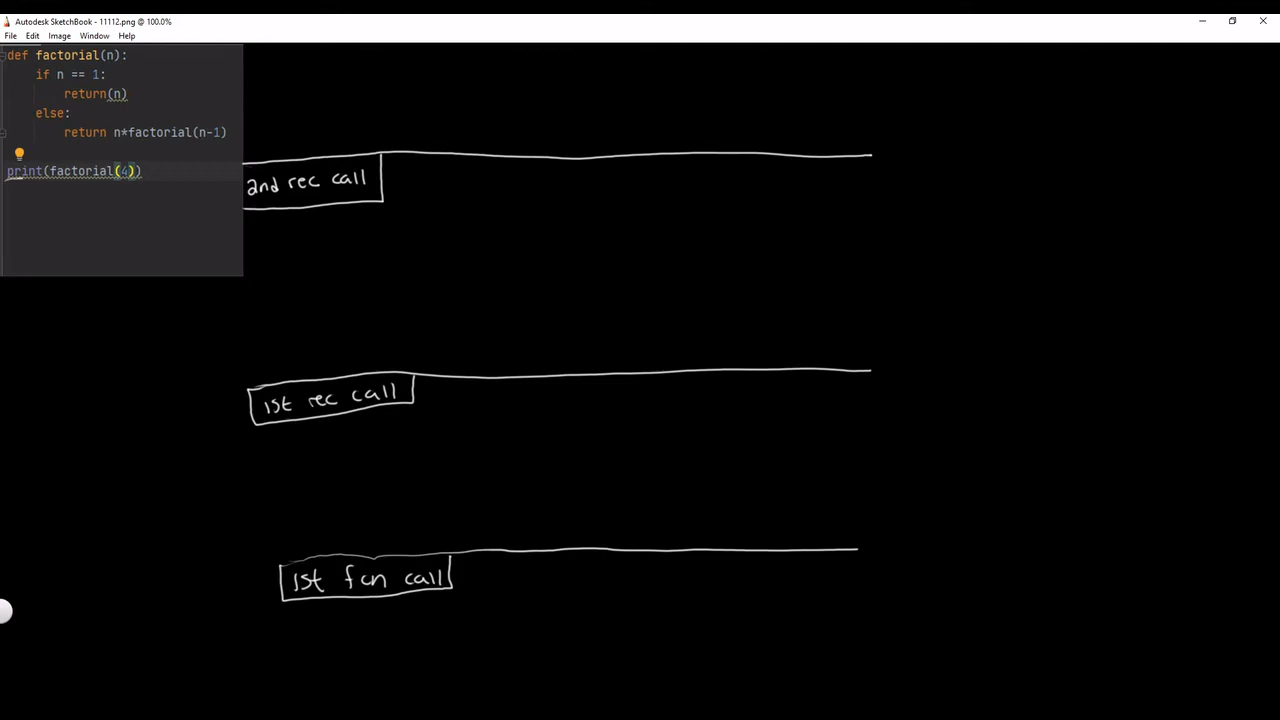 Autodesk SketchBook - 11112.png @ 100.0%
File Edit Image Window Help
def factorial(n):
if n == 1:
return(n)
else:
return n*factorial(n-1)
print(factorial(4))
2nd rec call
1st rec call
1st fcn call